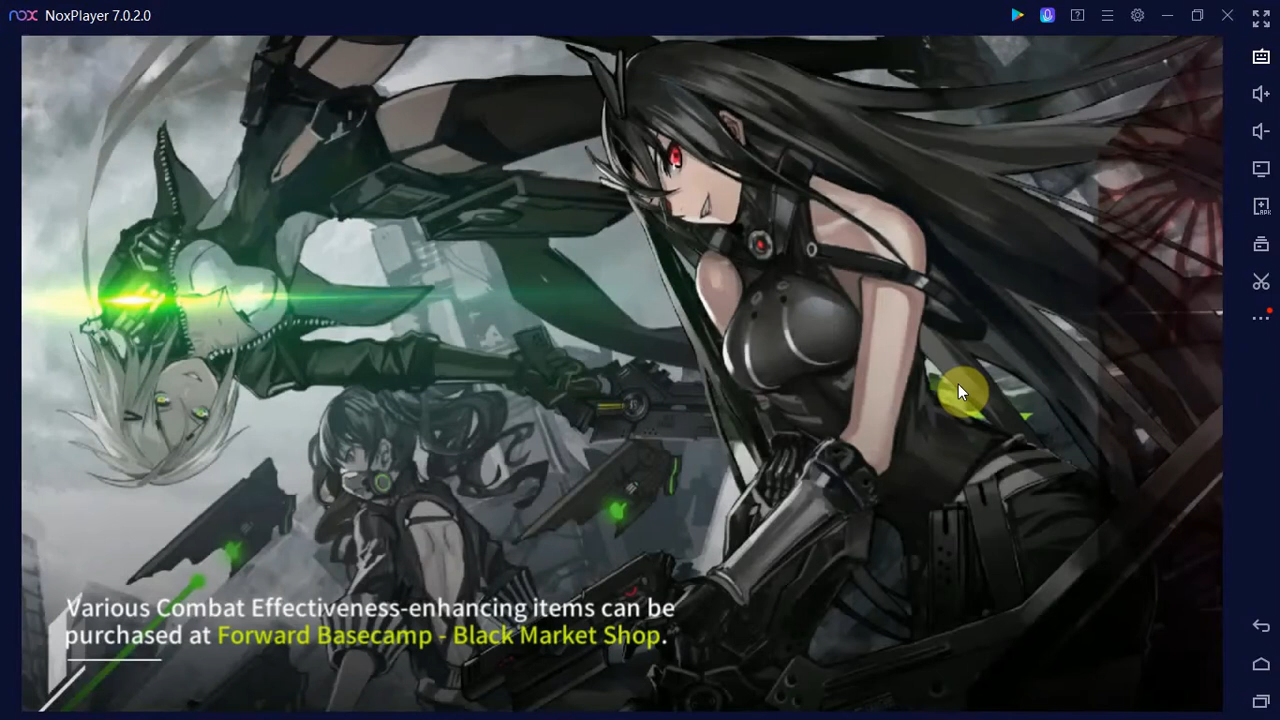 nox NoxPlayer 7.0.2.0
Various Combat Effectiveness-enhancing items can be
purchased at Forward Basecamp - Black Market Shop.